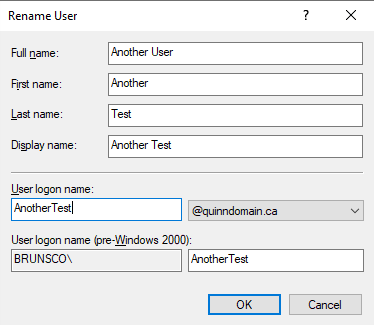 Rename User
Full name: Another User
First name: Another
Last name: Test
Display name: Another Test
User logon name:
AnotherTest @quinndomain.ca
User logon name (pre-Windows 2000):
BRUNSCO\ AnotherTest
OK Cancel